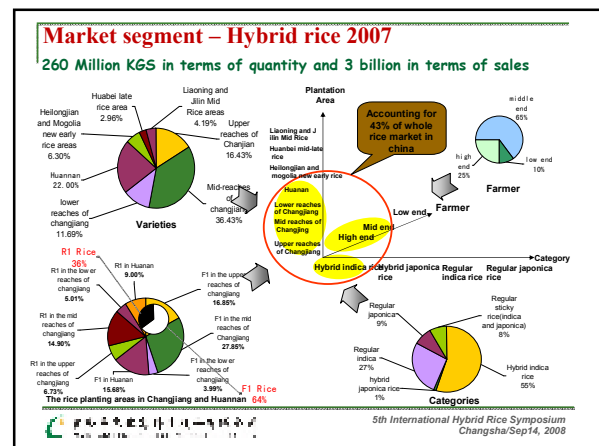 Market segment – Hybrid rice 2007
260 Million KGS in terms of quantity and 3 billion in terms of sales
Huabei late
rice area
2.96%
Liaoning and
Jilin Mid Rice
areas
4.19%
Heilongjian
and Mogolia
new early
rice areas
6.30%
Upper
reaches of
Chanjian
16.43%
Huannan
22.00%
Mid-reaches
of
changjiang
36.43%
lower
reaches of
changjiang
11.69%
Varieties
Plantation
Area
Liaoning and J
ilin Mid Rice
Huanbei mid-late
rice
Heilongjian and
mogolia new early rice
Huanan
Lower reaches
of Changjiang
Mid reaches of
Changjing
Upper reaches
of Changjiang
Accounting for
43% of whole
rice market in
china
Low end
Mid end
High end
Farmer
Category
Hybrid indica rice
Hybrid japonica
rice
Regular
indica rice
Regular japonica
rice
middle
end
65%
high
end
25%
low end
10%
Farmer
R1 Rice
36%
R1 in Huanan
9.00%
R1 in the low er
reaches of
changjiang
5.01%
R1 in the mid
reaches of
changjiang
14.90%
R1 in the upper
reaches of
changjiang
6.73%
F1 in the upper
reaches of
changjiang
16.85%
F1 in the mid
reaches of
changjiang
27.85%
F1 in the low er
reaches of
changjiang
3.99%
F1 in Huanan
15.68%
F1 Rice
64%
The rice planting areas in Changjiang and Huannan
Regular
japonica
9%
Regular
sticky
rice(indica
and japonica)
8%
Regular
indica
27%
hybrid
japonica rice
1%
Hybrid indica
rice
55%
Categories
5th International Hybrid Rice Symposium
Changsha/Sep14, 2008